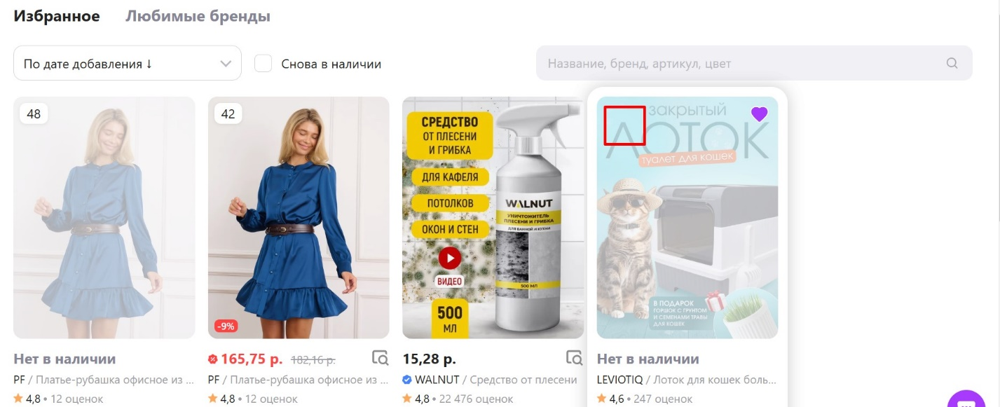 Избранное
Любимые бренды
По дате добавления ↓
Снова в наличии
Название, бренд, артикул, цвет
48
42
-9%
СРЕДСТВО
ОТ ПЛЕСЕНИ
И ГРИБКА
ДЛЯ КАФЕЛЯ
ПОТОЛКОВ
ОКОН И СТЕН
ВИДЕО
500
МЛ
WALNUT
УНИЧТОЖИТЕЛЬ
ПЛЕСЕНИ И ГРИБКА
ДЛЯ ВАННОЙ И КУХНИ
500 МЛ
закрытый
ЛОТОК
туалет для кошек
В ПОДАРОК
ГОРШОК С ГРУНТОМ
И СЕМЕНАМИ ТРАВЫ
ДЛЯ КОШЕК
Нет в наличии
PF / Платье-рубашка офисное из ...
4,8 • 12 оценок
165,75 р. 182,16 р.
PF / Платье-рубашка офисное из ...
4,8 • 12 оценок
15,28 р.
WALNUT / Средство от плесени
4,8 • 22 476 оценок
Нет в наличии
LEVIOTIQ / Лоток для кошек боль...
4,6 • 247 оценок